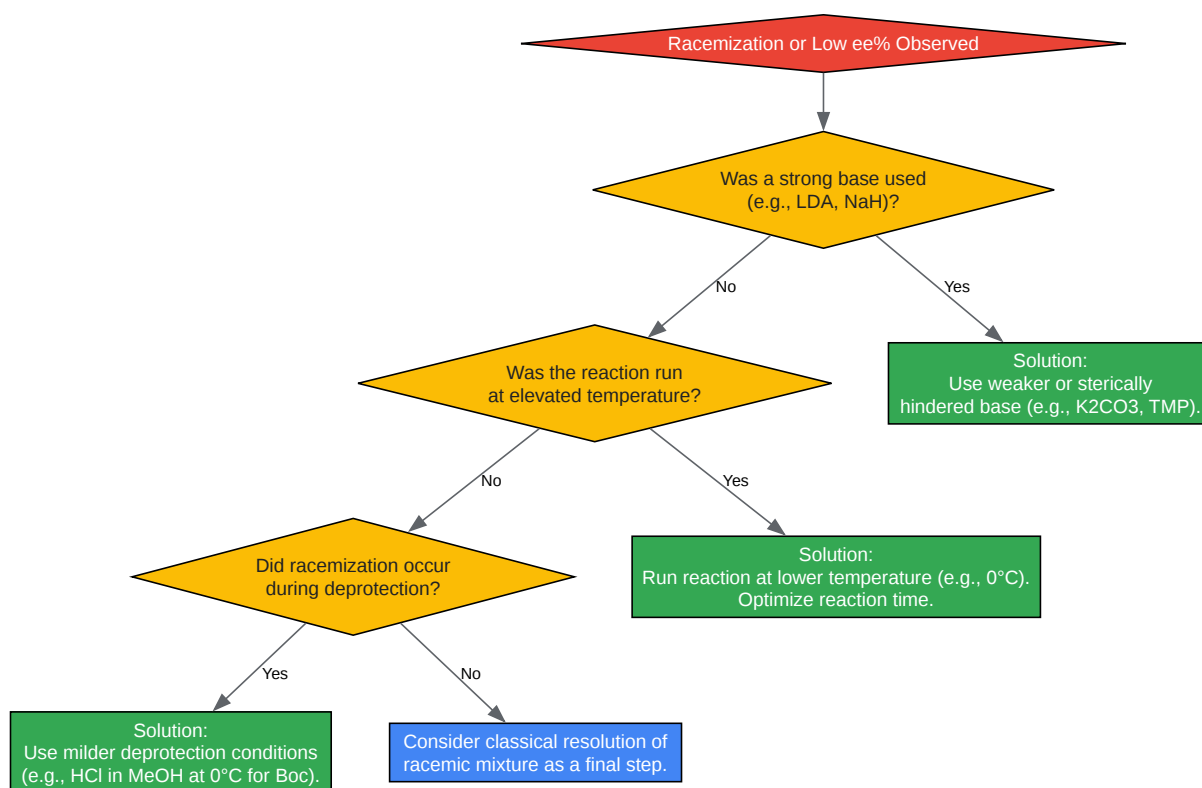 Racemization or Low ee% Observed
Was a strong base used
(e.g., LDA, NaH)?
No
Yes
Was the reaction run
at elevated temperature?
Solution:
Use weaker or sterically
hindered base (e.g., K2CO3, TMP).
No
Yes
Did racemization occur
during deprotection?
Solution:
Run reaction at lower temperature (e.g., 0°C).
Optimize reaction time.
Yes
No
Solution:
Use milder deprotection conditions
(e.g., HCl in MeOH at 0°C for Boc).
Consider classical resolution of
racemic mixture as a final step.